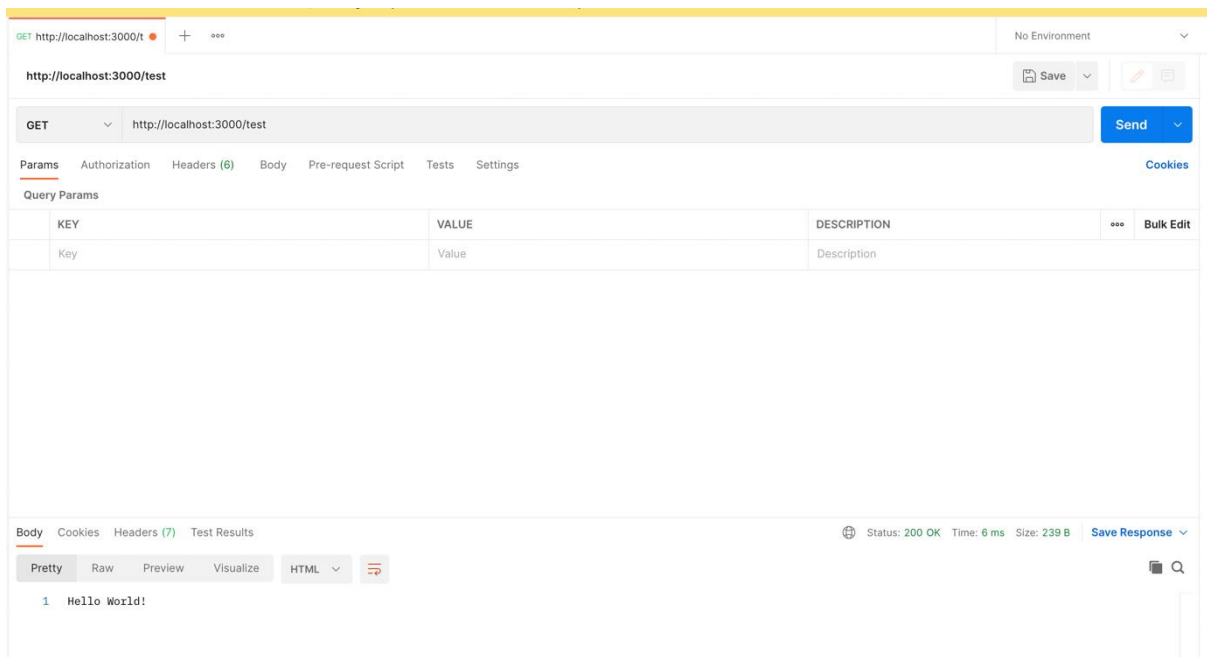 GET http://localhost:3000/t
No Environment
http://localhost:3000/test
Save
GET http://localhost:3000/test
Send
Params Authorization Headers (6) Body Pre-request Script Tests Settings Cookies
Query Params
KEY VALUE DESCRIPTION Bulk Edit
Key Value Description
Body Cookies Headers (7) Test Results Status: 200 OK Time: 6 ms Size: 239 B Save Response
Pretty Raw Preview Visualize HTML
1 Hello World!